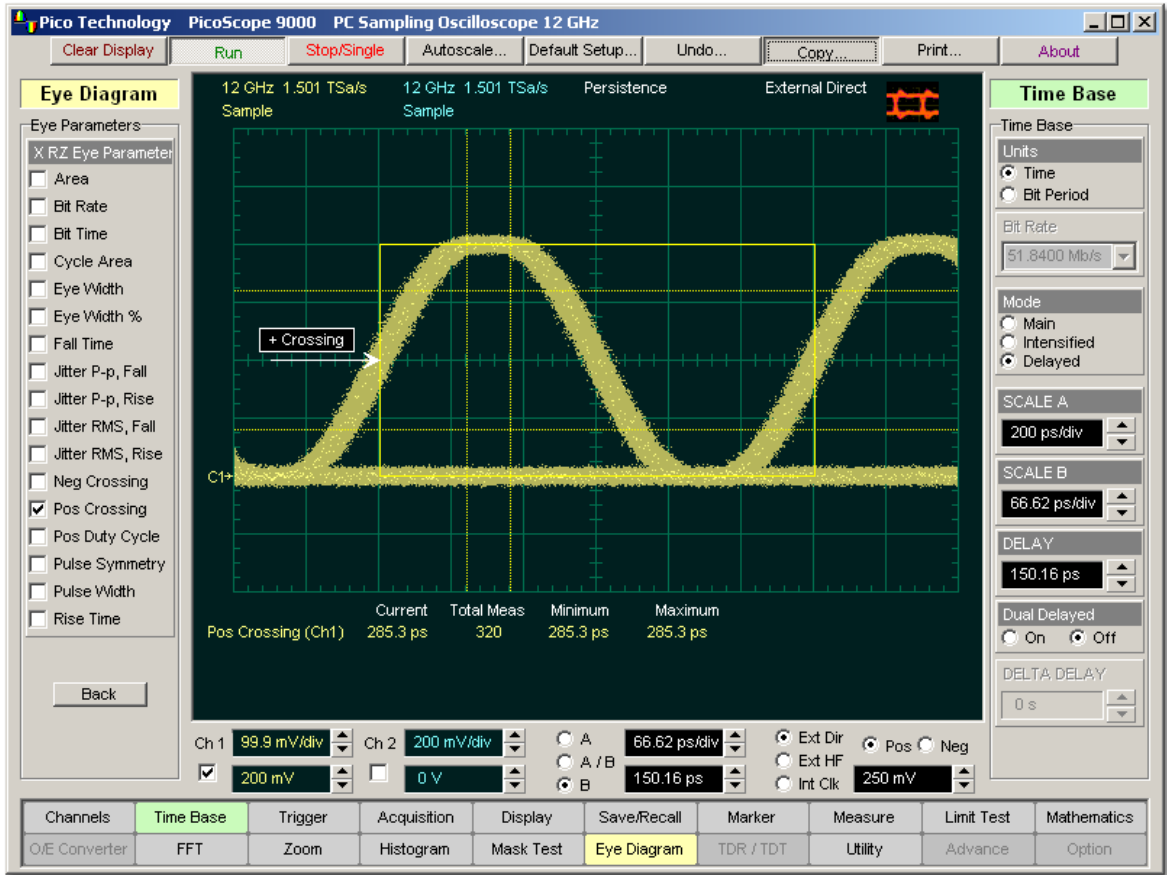 Pico Technology PicoScope 9000 PC Sampling Oscilloscope 12 GHz
Clear Display Run Stop/Single Autoscale... Default Setup... Undo... Copy... Print... About
Eye Diagram
Eye Parameters
X RZ Eye Parameter
Area
Bit Rate
Bit Time
Cycle Area
Eye Width
Eye Width %
Fall Time
Jitter P-p, Fall
Jitter P-p, Rise
Jitter RMS, Fall
Jitter RMS, Rise
Neg Crossing
Pos Crossing
Pos Duty Cycle
Pulse Symmetry
Pulse Width
Rise Time
Back
12 GHz 1.501 TSa/s 12 GHz 1.501 TSa/s Persistence External Direct
Sample Sample
+ Crossing
C1
Current Total Meas Minimum Maximum
Pos Crossing (Ch1) 285.3 ps 320 285.3 ps 285.3 ps
Time Base
Time Base
Units
Time
Bit Period
Bit Rate
51.8400 Mb/s
Mode
Main
Intensified
Delayed
SCALE A
200 ps/div
SCALE B
66.62 ps/div
DELAY
150.16 ps
Dual Delayed
On Off
DELTA DELAY
0 s
Ch 1 99.9 mV/div Ch 2 200 mV/div A 66.62 ps/div Ext Dir Pos Neg
A / B Ext HF
200 mV 0 V B 150.16 ps Int Clk 250 mV
Channels Time Base Trigger Acquisition Display Save/Recall Marker Measure Limit Test Mathematics
O/E Converter FFT Zoom Histogram Mask Test Eye Diagram TDR / TDT Utility Advance Option